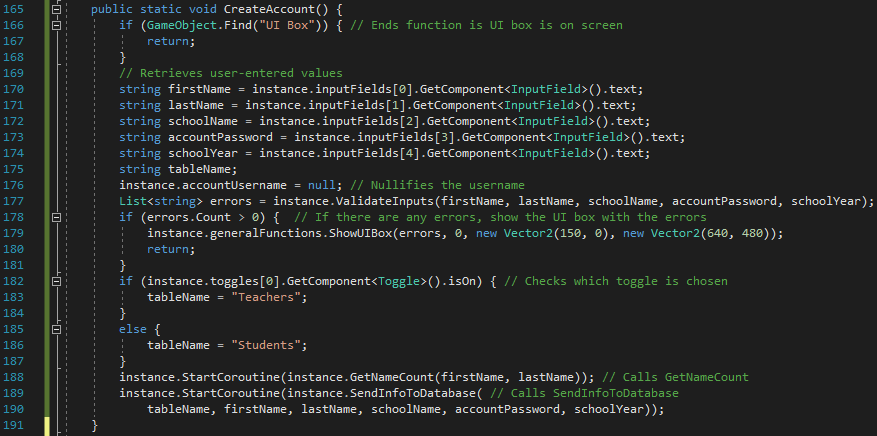 165 public static void CreateAccount() {
166 if (GameObject.Find("UI Box")) { // Ends function is UI box is on screen
167 return;
168 }
169 // Retrieves user-entered values
170 string firstName = instance.inputFields[0].GetComponent<InputField>().text;
171 string lastName = instance.inputFields[1].GetComponent<InputField>().text;
172 string schoolName = instance.inputFields[2].GetComponent<InputField>().text;
173 string accountPassword = instance.inputFields[3].GetComponent<InputField>().text;
174 string schoolYear = instance.inputFields[4].GetComponent<InputField>().text;
175 string tableName;
176 instance.accountUsername = null; // Nullifies the username
177 List<string> errors = instance.ValidateInputs(firstName, lastName, schoolName, accountPassword, schoolYear);
178 if (errors.Count > 0) { // If there are any errors, show the UI box with the errors
179 instance.generalFunctions.ShowUIBox(errors, 0, new Vector2(150, 0), new Vector2(640, 480));
180 return;
181 }
182 if (instance.toggles[0].GetComponent<Toggle>().isOn) { // Checks which toggle is chosen
183 tableName = "Teachers";
184 }
185 else {
186 tableName = "Students";
187 }
188 instance.StartCoroutine(instance.GetNameCount(firstName, lastName)); // Calls GetNameCount
189 instance.StartCoroutine(instance.SendInfoToDatabase( // Calls SendInfoToDatabase
190 tableName, firstName, lastName, schoolName, accountPassword, schoolYear));
191 }